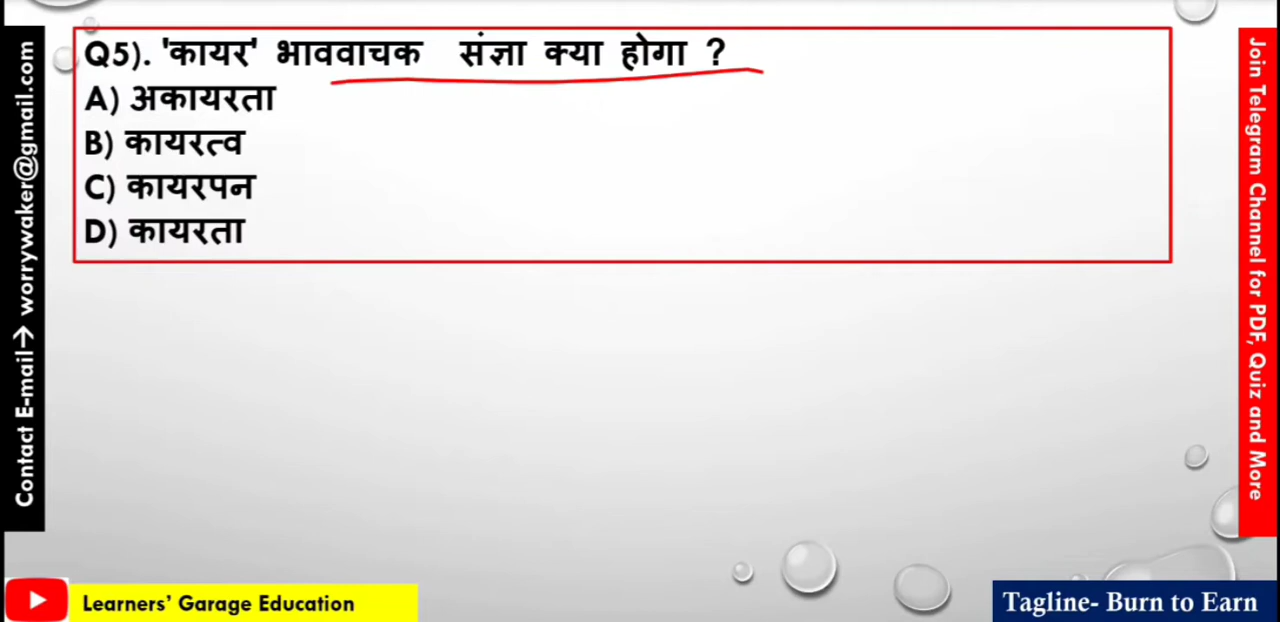 Q5). 'कायर' भाववाचक संज्ञा क्या होगा ?
A) अकायरता
B) कायरत्व
C) कायरपन
D) कायरता
Contact E-mail→ worrywaker@gmail.com
Join Telegram Channel for PDF, Quiz and More
Learners' Garage Education
Tagline- Burn to Earn